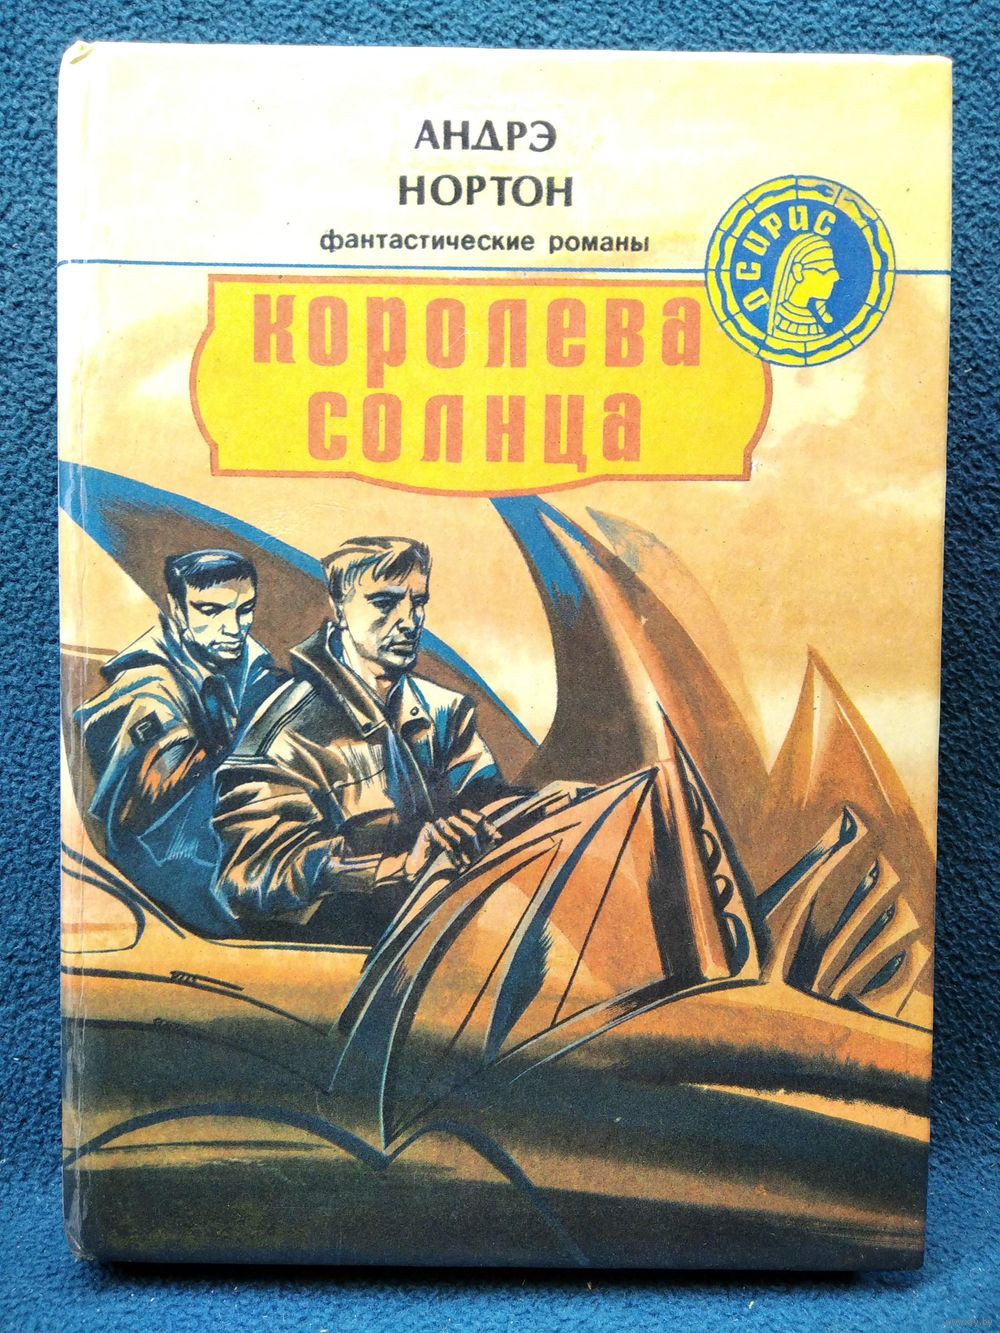 АНДРЭ
НОРТОН
фантастические романы
ОСИРИС
королева
солнца